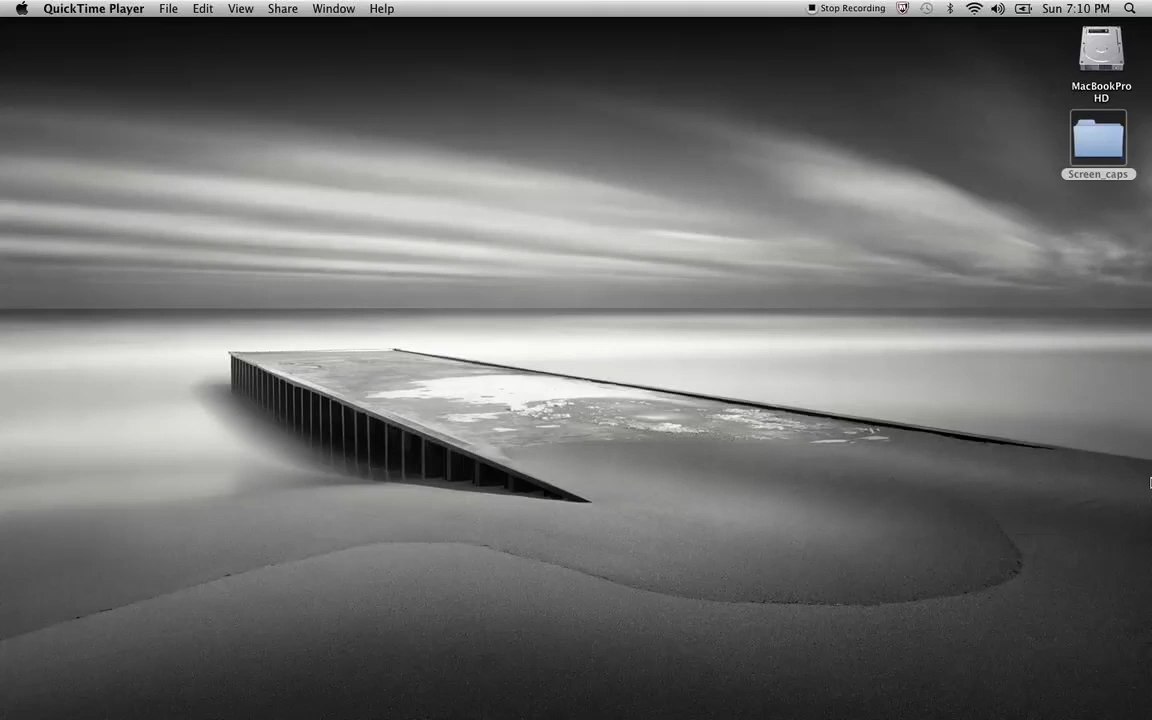 QuickTime Player File Edit View Share Window Help Stop Recording Sun 7:10 PM
MacBookPro
HD
Screen_caps